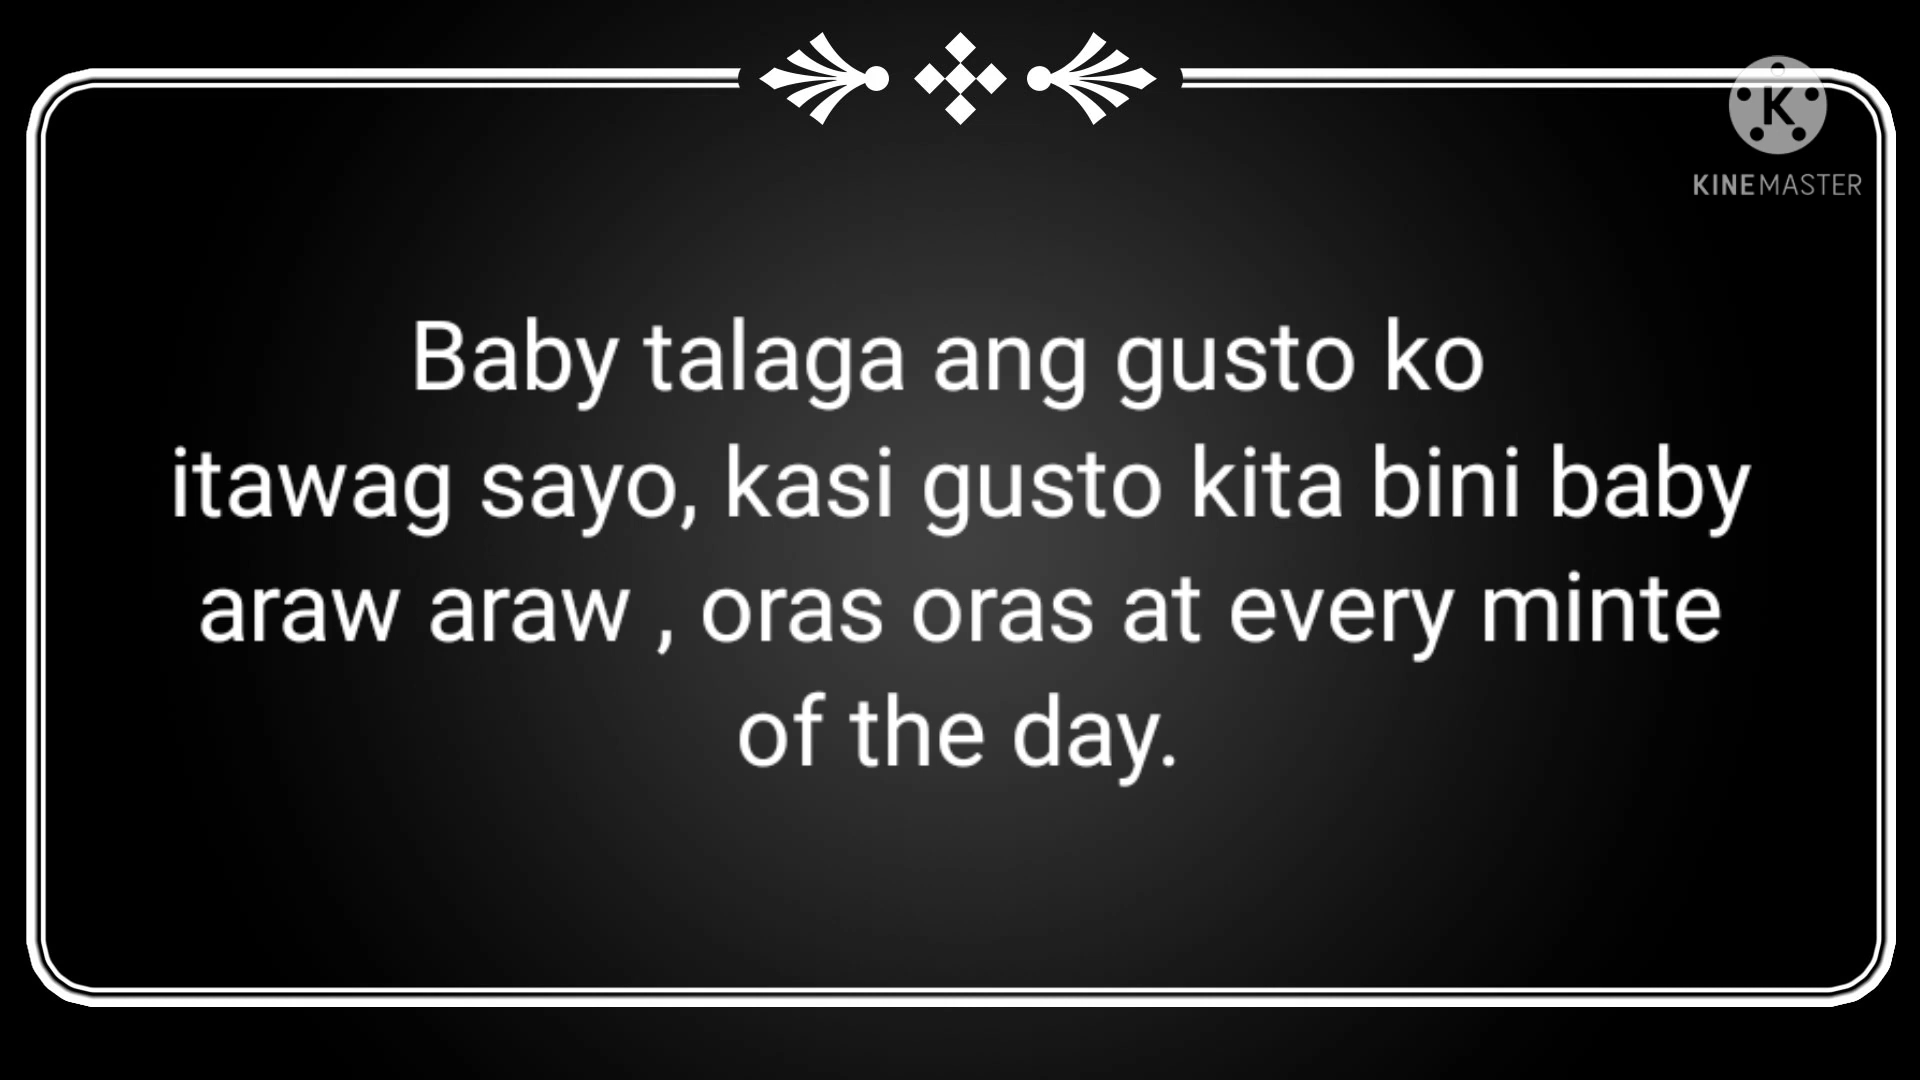 KINEMASTER
Baby talaga ang gusto ko
itawag sayo, kasi gusto kita bini baby
araw araw , oras oras at every minte
of the day.